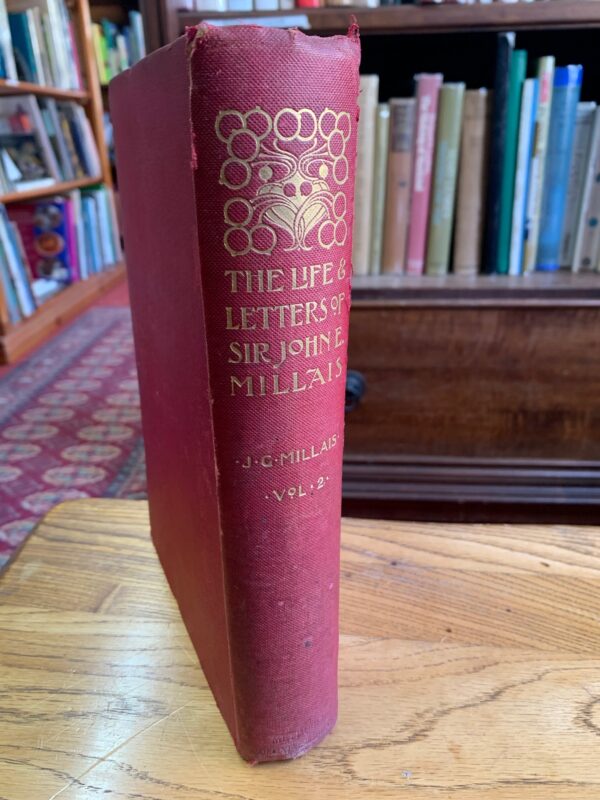 THE LIFE &
LETTERS OF
SIR JOHN E.
MILLAIS
·J·G·MILLAIS·
·VOL·2·